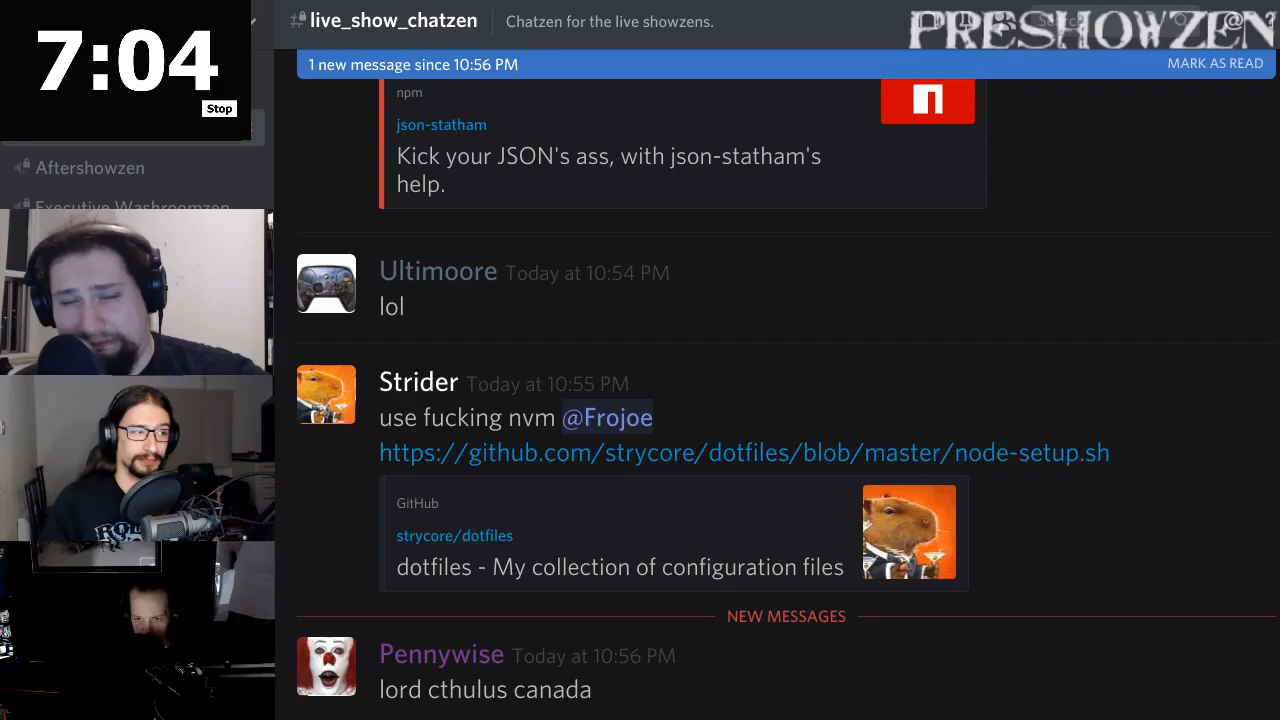 7:04
Stop
live_show_chatzen
Chatzen for the live showzens.
PRESHOWZEN
Search
1 new message since 10:56 PM
MARK AS READ
Aftershowzen
Executive Washroomzen
npm
json-statham
Kick your JSON's ass, with json-statham's
help.
Ultimoore Today at 10:54 PM
lol
Strider Today at 10:55 PM
use fucking nvm @Frojoe
https://github.com/strycore/dotfiles/blob/master/node-setup.sh
GitHub
strycore/dotfiles
dotfiles - My collection of configuration files
NEW MESSAGES
Pennywise Today at 10:56 PM
lord cthulus canada